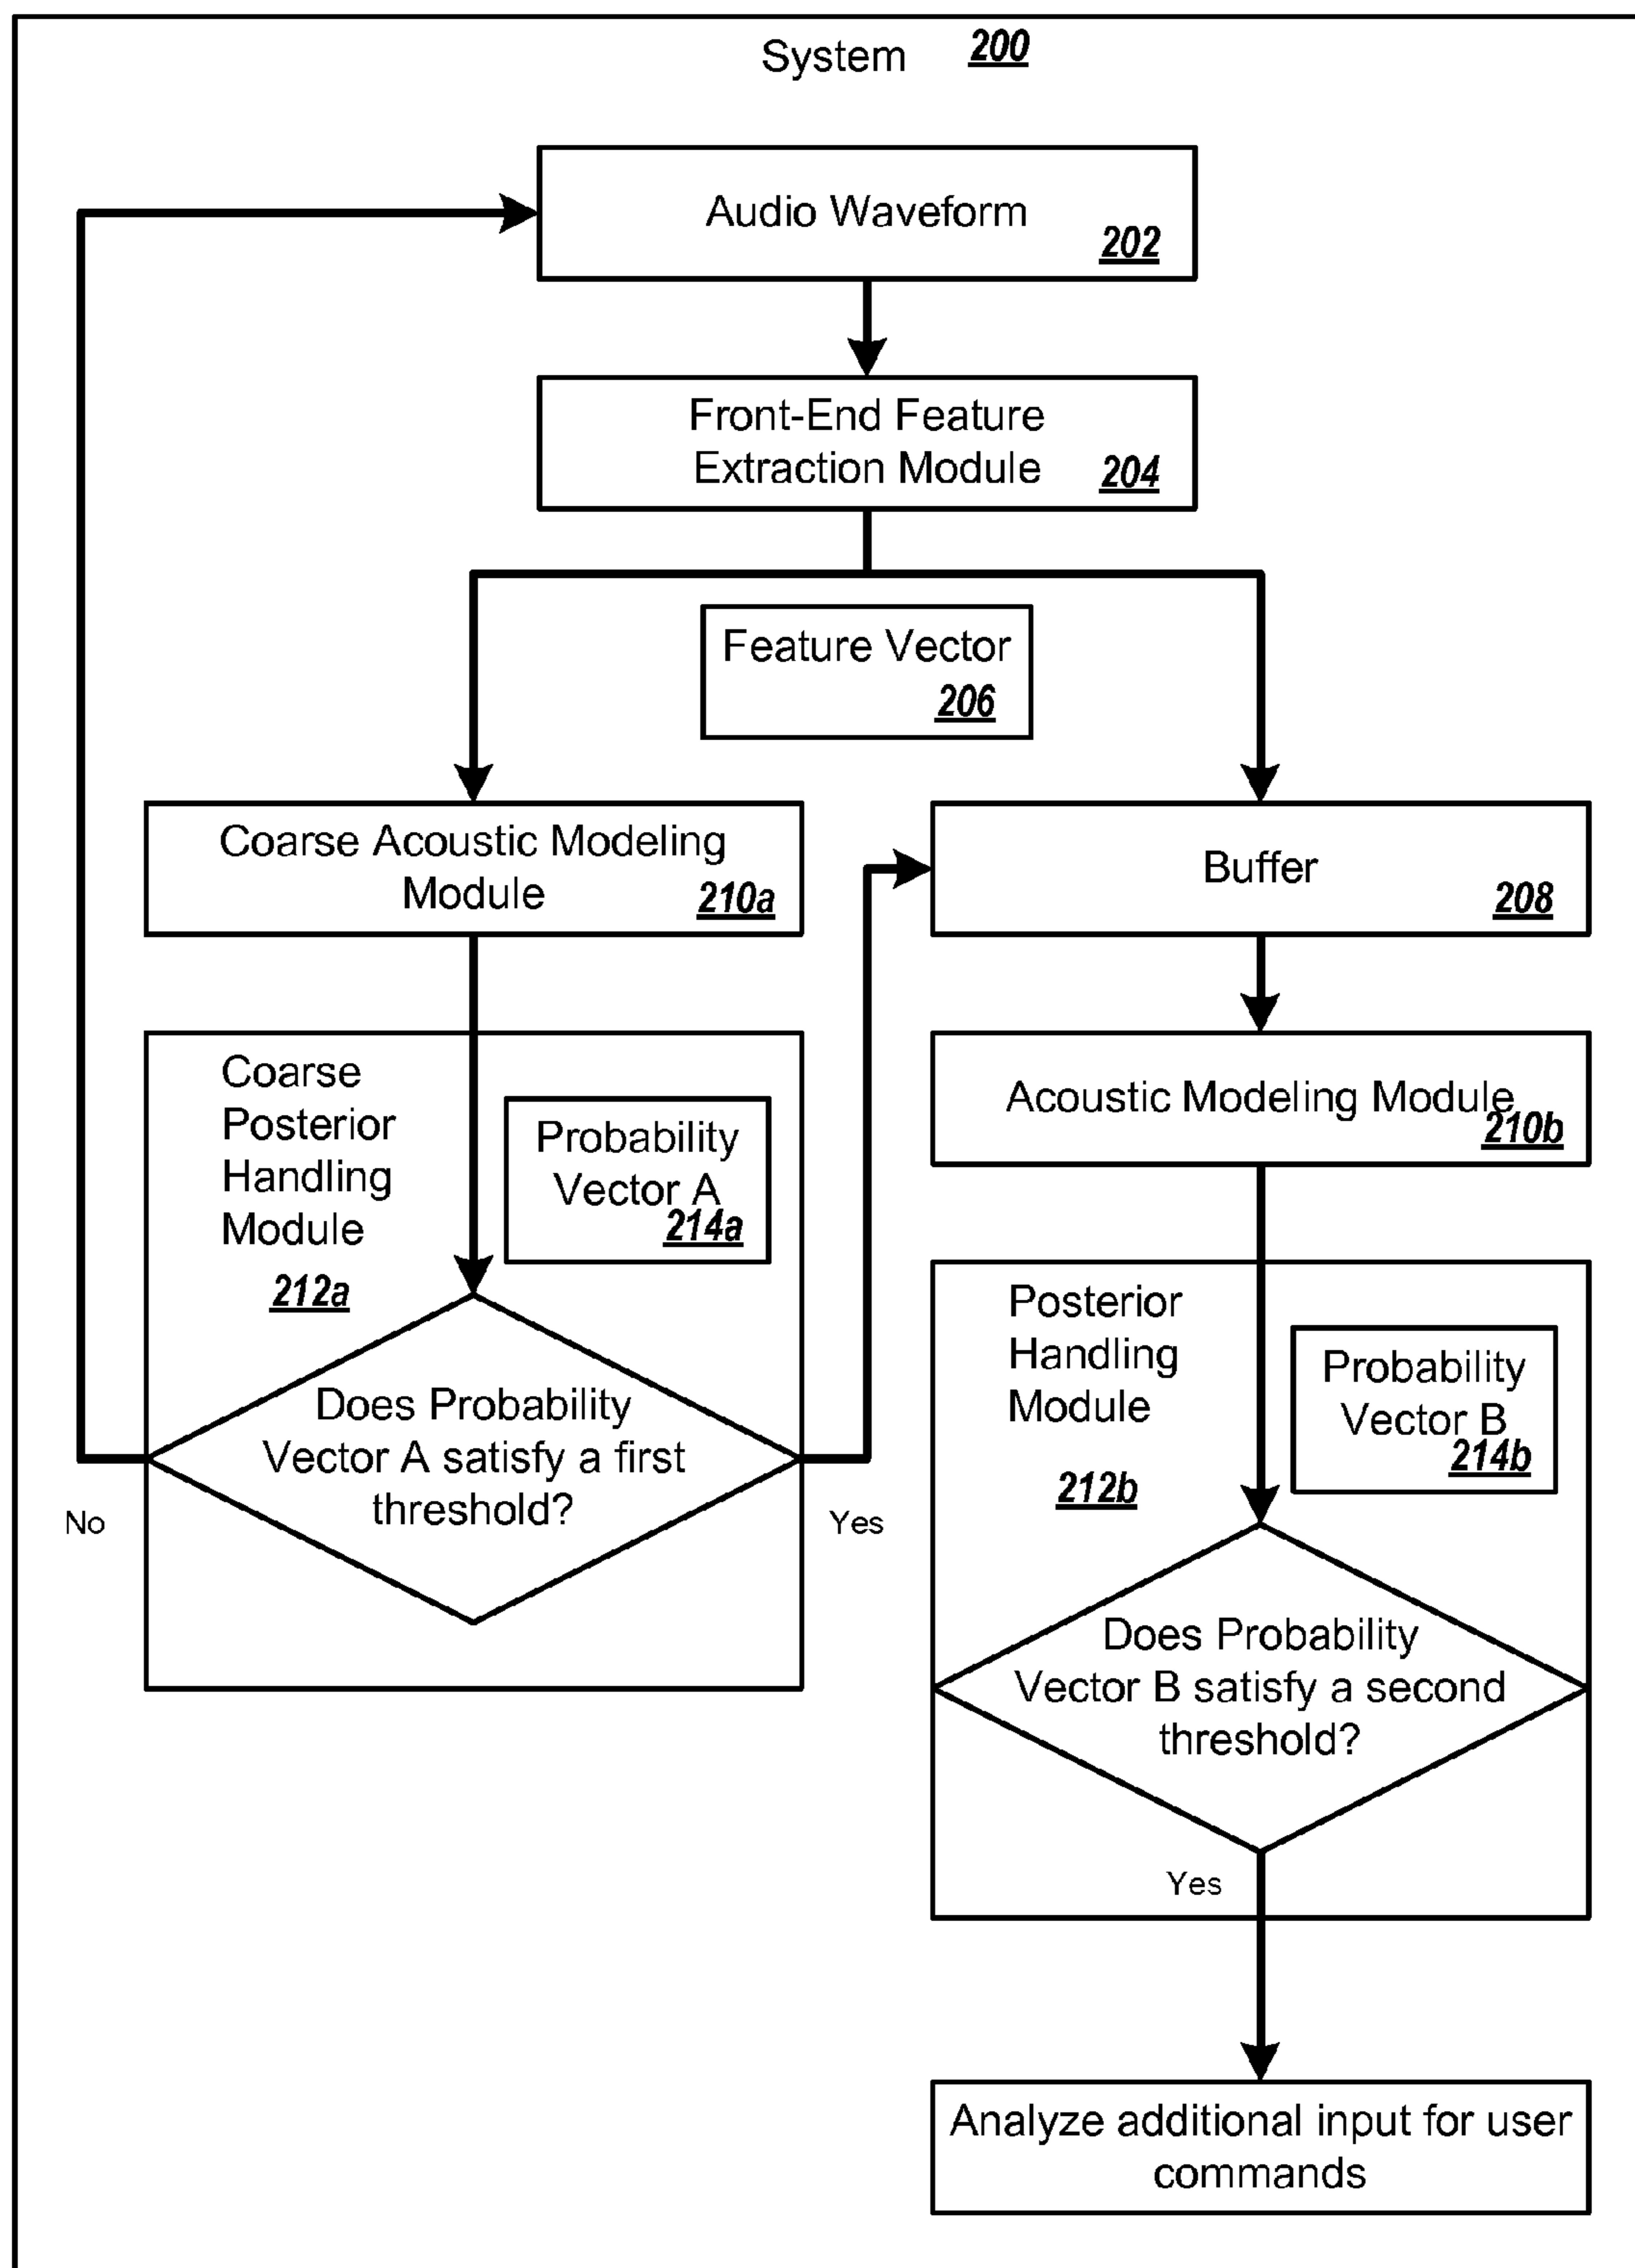 System 200
Audio Waveform
202
Front-End Feature
Extraction Module 204
Feature Vector
206
Coarse Acoustic Modeling
Module 210a
Buffer
208
Coarse
Posterior
Handling
Module
212a
Probability
Vector A
214a
Does Probability
Vector A satisfy a first
threshold?
No
Yes
Acoustic Modeling Module
210b
Posterior
Handling
Module
212b
Probability
Vector B
214b
Does Probability
Vector B satisfy a second
threshold?
Yes
Analyze additional input for user
commands